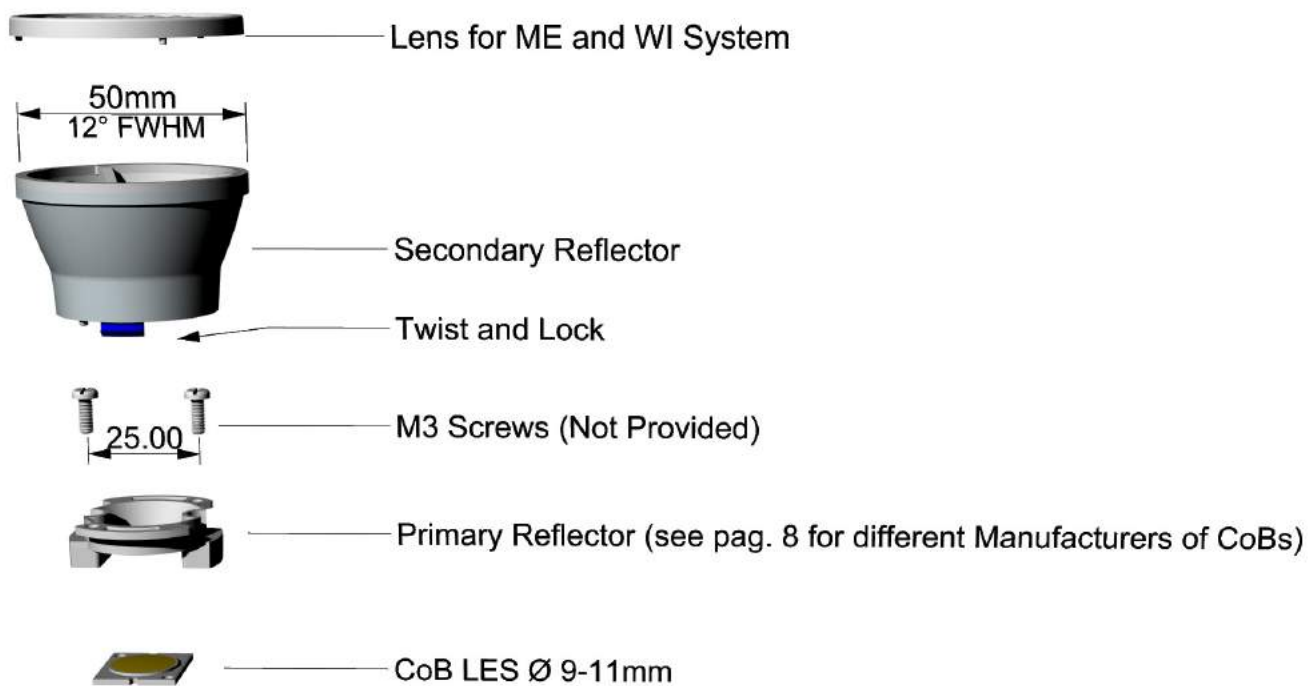 Lens for ME and WI System
50mm
12° FWHM
Secondary Reflector
Twist and Lock
M3 Screws (Not Provided)
25.00
Primary Reflector (see pag. 8 for different Manufacturers of CoBs)
CoB LES Ø 9-11mm